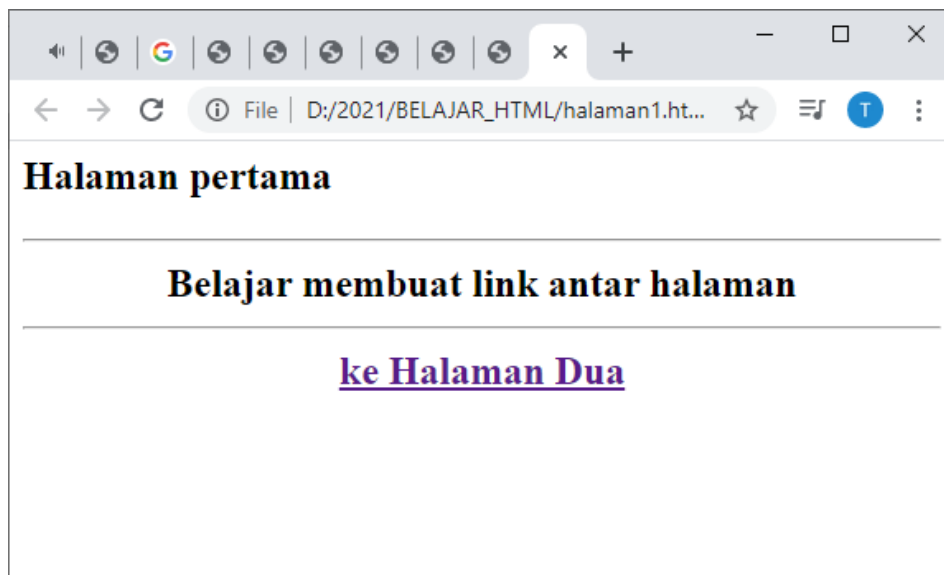 File D:/2021/BELAJAR_HTML/halaman1.ht...
T
Halaman pertama
Belajar membuat link antar halaman
ke Halaman Dua